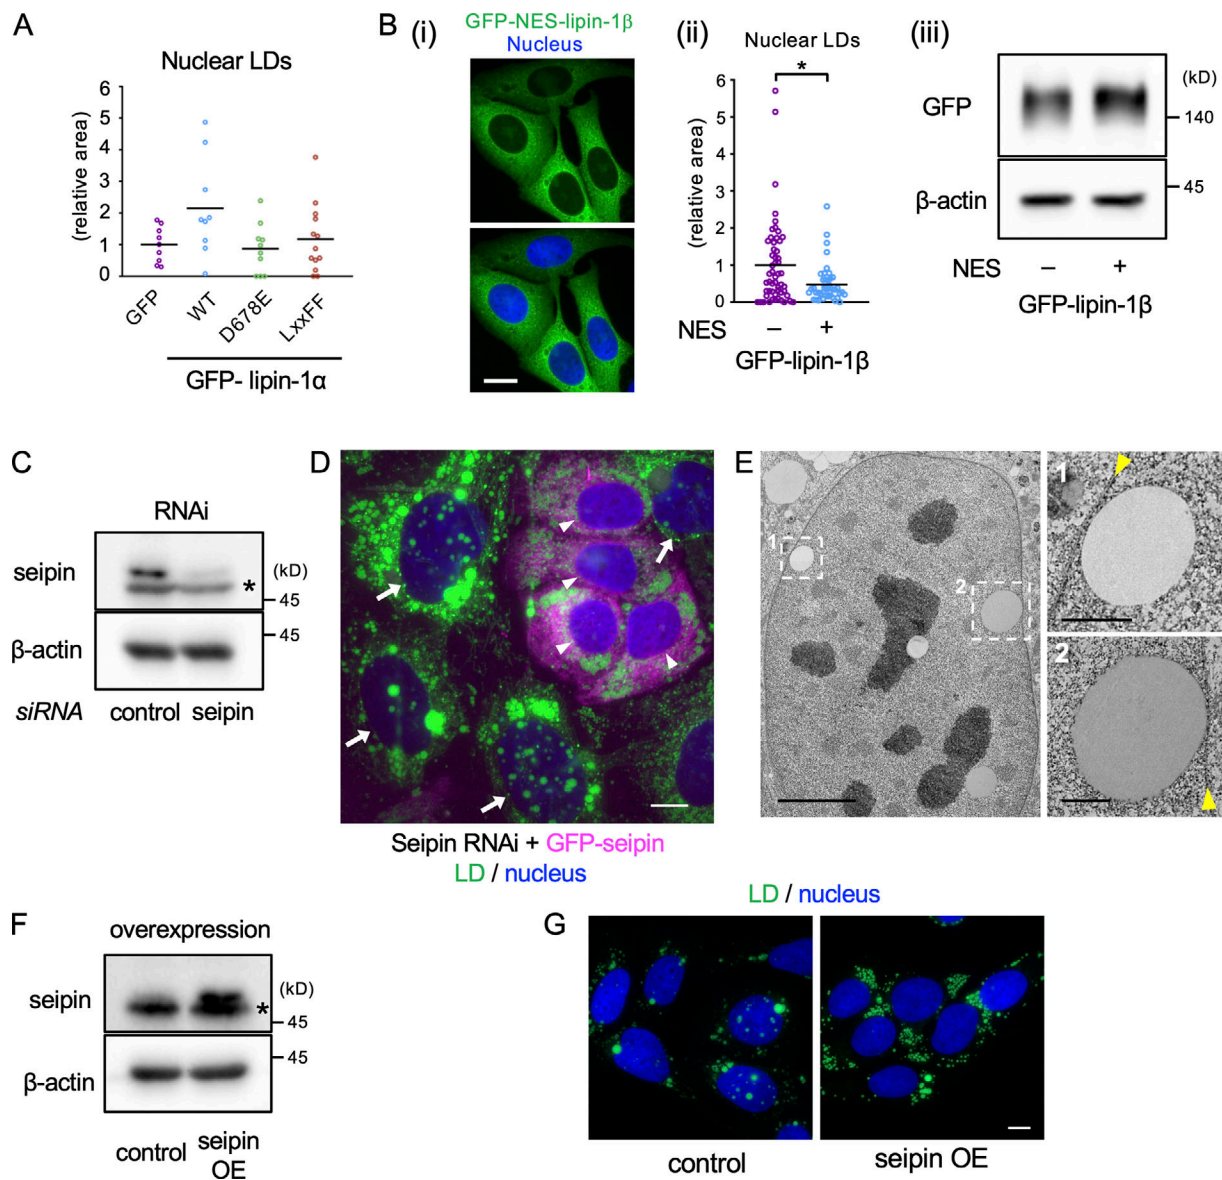 A
Nuclear LDs
(relative area)
6
5
4
3
2
1
0
GFP
WT
D678E
LxxFF
GFP- lipin-1α
B
(i)
GFP-NES-lipin-1β
Nucleus
(ii)
Nuclear LDs
*
(relative area)
6
5
4
3
2
1
0
NES – +
GFP-lipin-1β
(iii)
(kD)
GFP
140
β-actin
45
NES – +
GFP-lipin-1β
C
RNAi
seipin
(kD)
*
45
β-actin
45
siRNA control seipin
D
Seipin RNAi + GFP-seipin
LD / nucleus
E
1
2
1
2
F
overexpression
seipin
(kD)
*
45
β-actin
45
control
seipin
OE
G
LD / nucleus
control
seipin OE